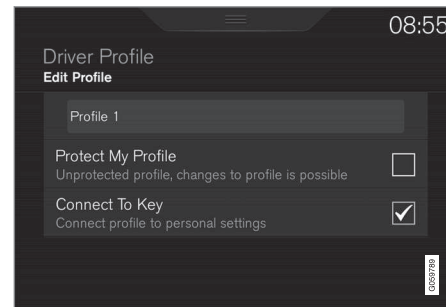 08:55
Driver Profile
Edit Profile
Profile 1
Protect My Profile
Unprotected profile, changes to profile is possible
Connect To Key
Connect profile to personal settings
G059789